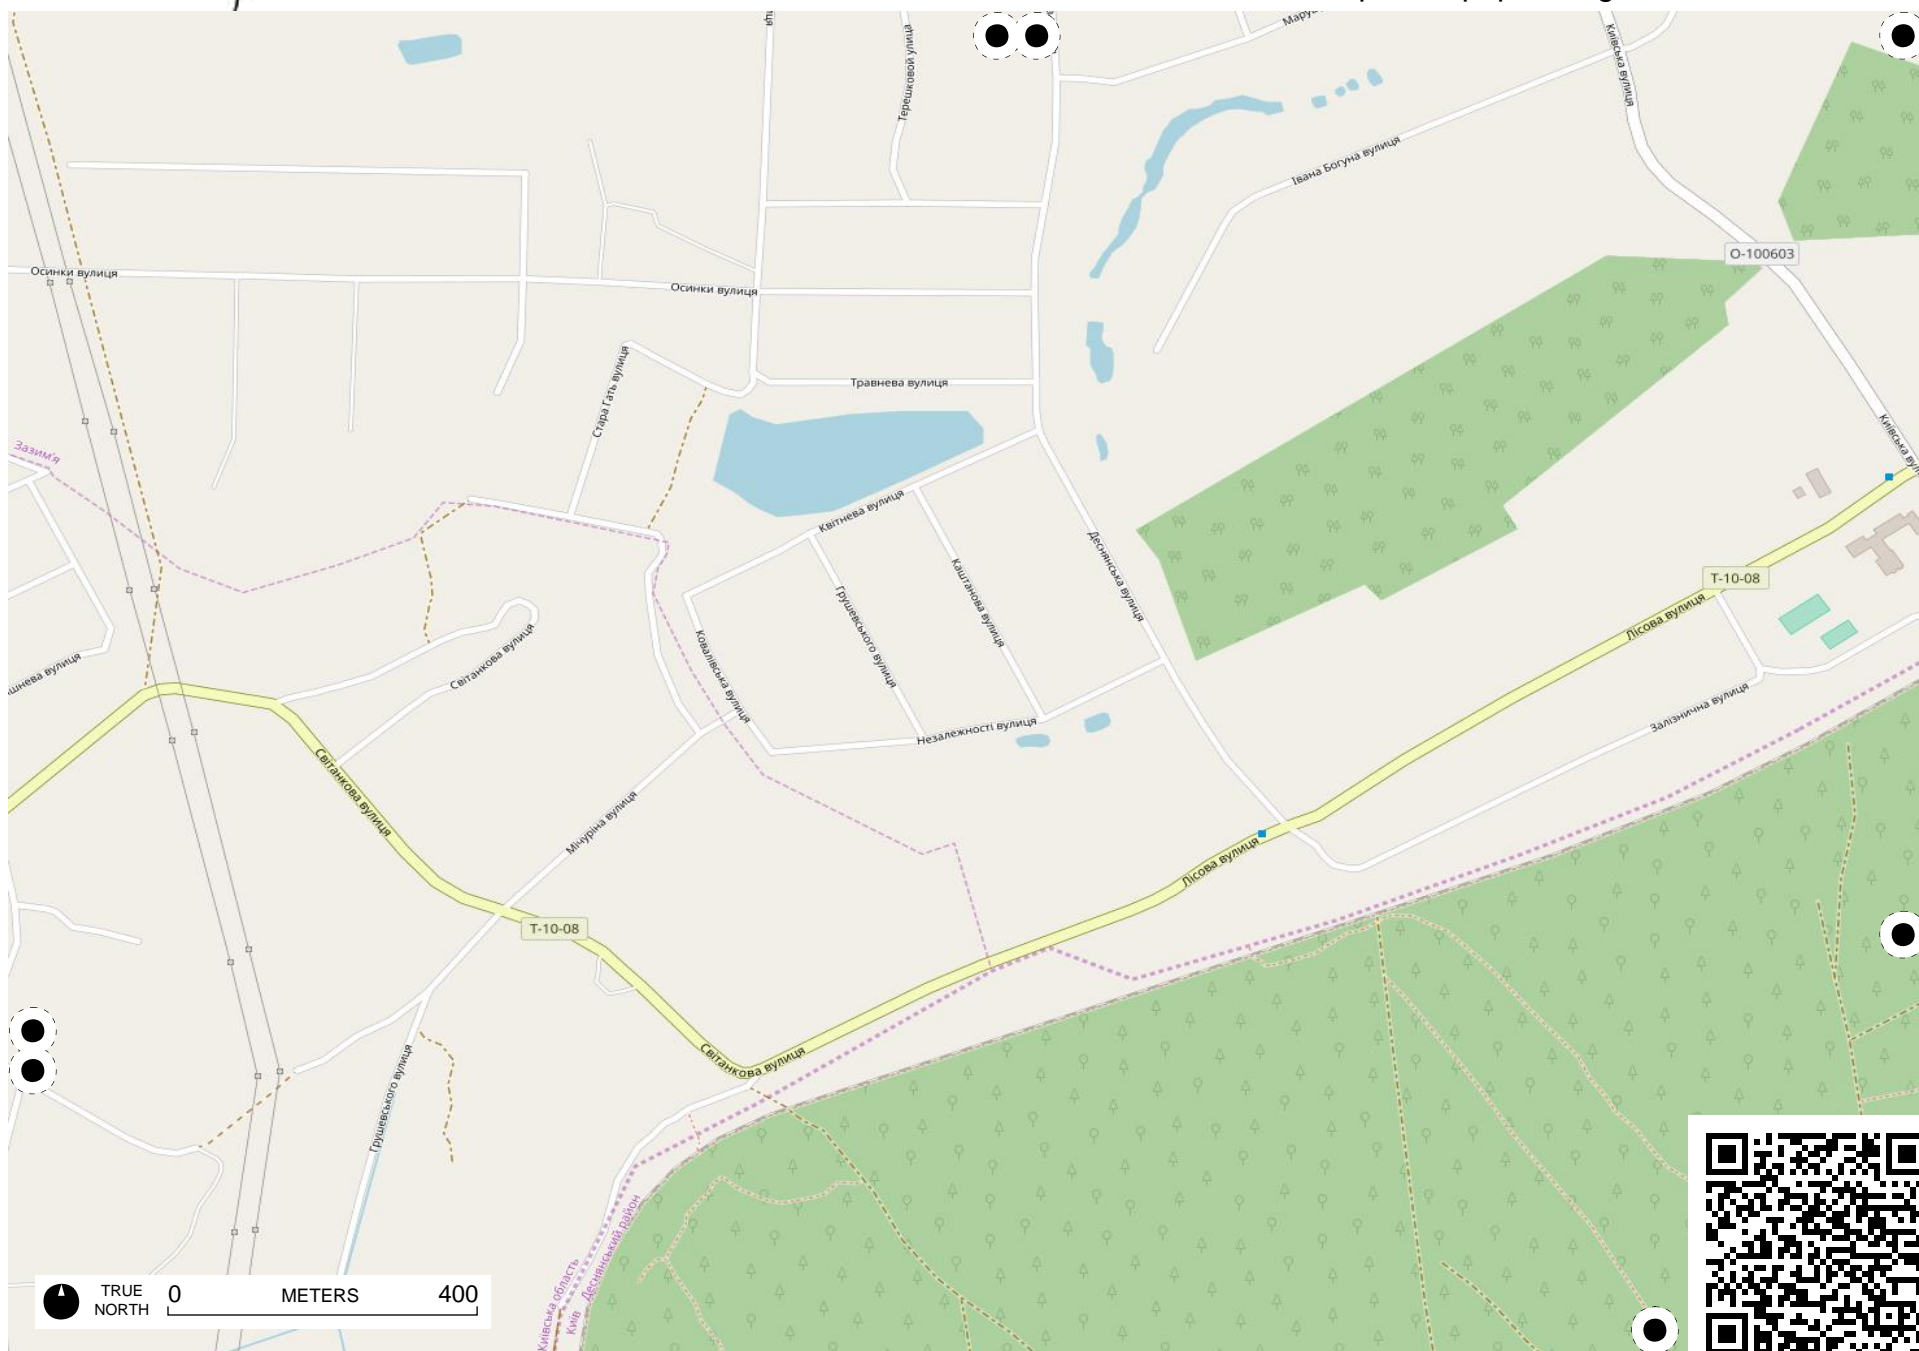 Терешковой улица
Київська вулиця
Івана Богуна вулиця
О-100603
Осинки вулиця
Осинки вулиця
Стара Гать вулиця
Травнева вулиця
Зазим'я
Київська
Квітнева вулиця
Деснянська вулиця
Каштанова вулиця
Грушевського вулиця
Т-10-08
Лісова вулиця
Світанкова вулиця
Ковалівська вулиця
Залізнична вулиця
Незалежності вулиця
Світанкова вулиця
Мічуріна вулиця
Лісова вулиця
Т-10-08
Світанкова вулиця
Грушевського вулиця
Київська область
Київ
Деснянський район
TRUE
NORTH
0 METERS 400